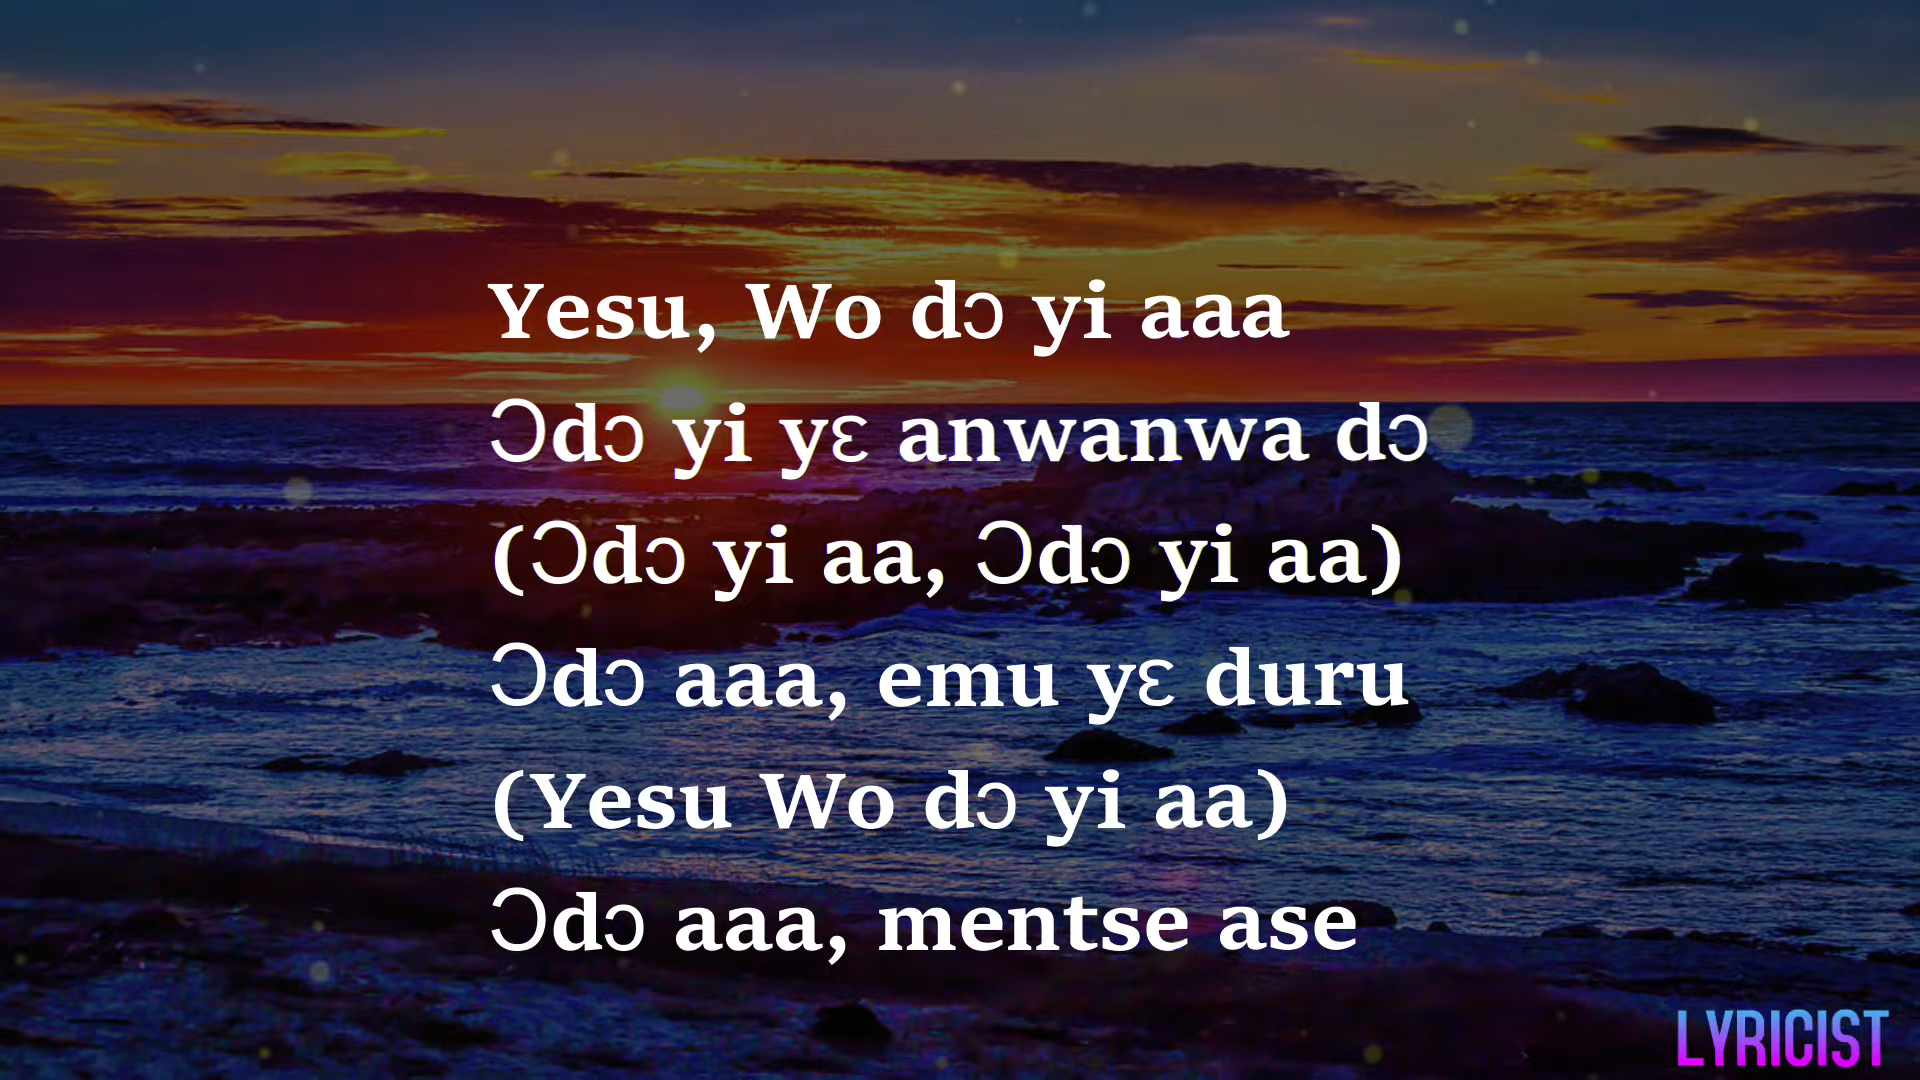 Yesu, Wo dɔ yi aaa
Ɔdɔ yi yɛ anwanwa dɔ
(Ɔdɔ yi aa, Ɔdɔ yi aa)
Ɔdɔ aaa, emu yɛ duru
(Yesu Wo dɔ yi aa)
Ɔdɔ aaa, mentse ase
LYRICIST